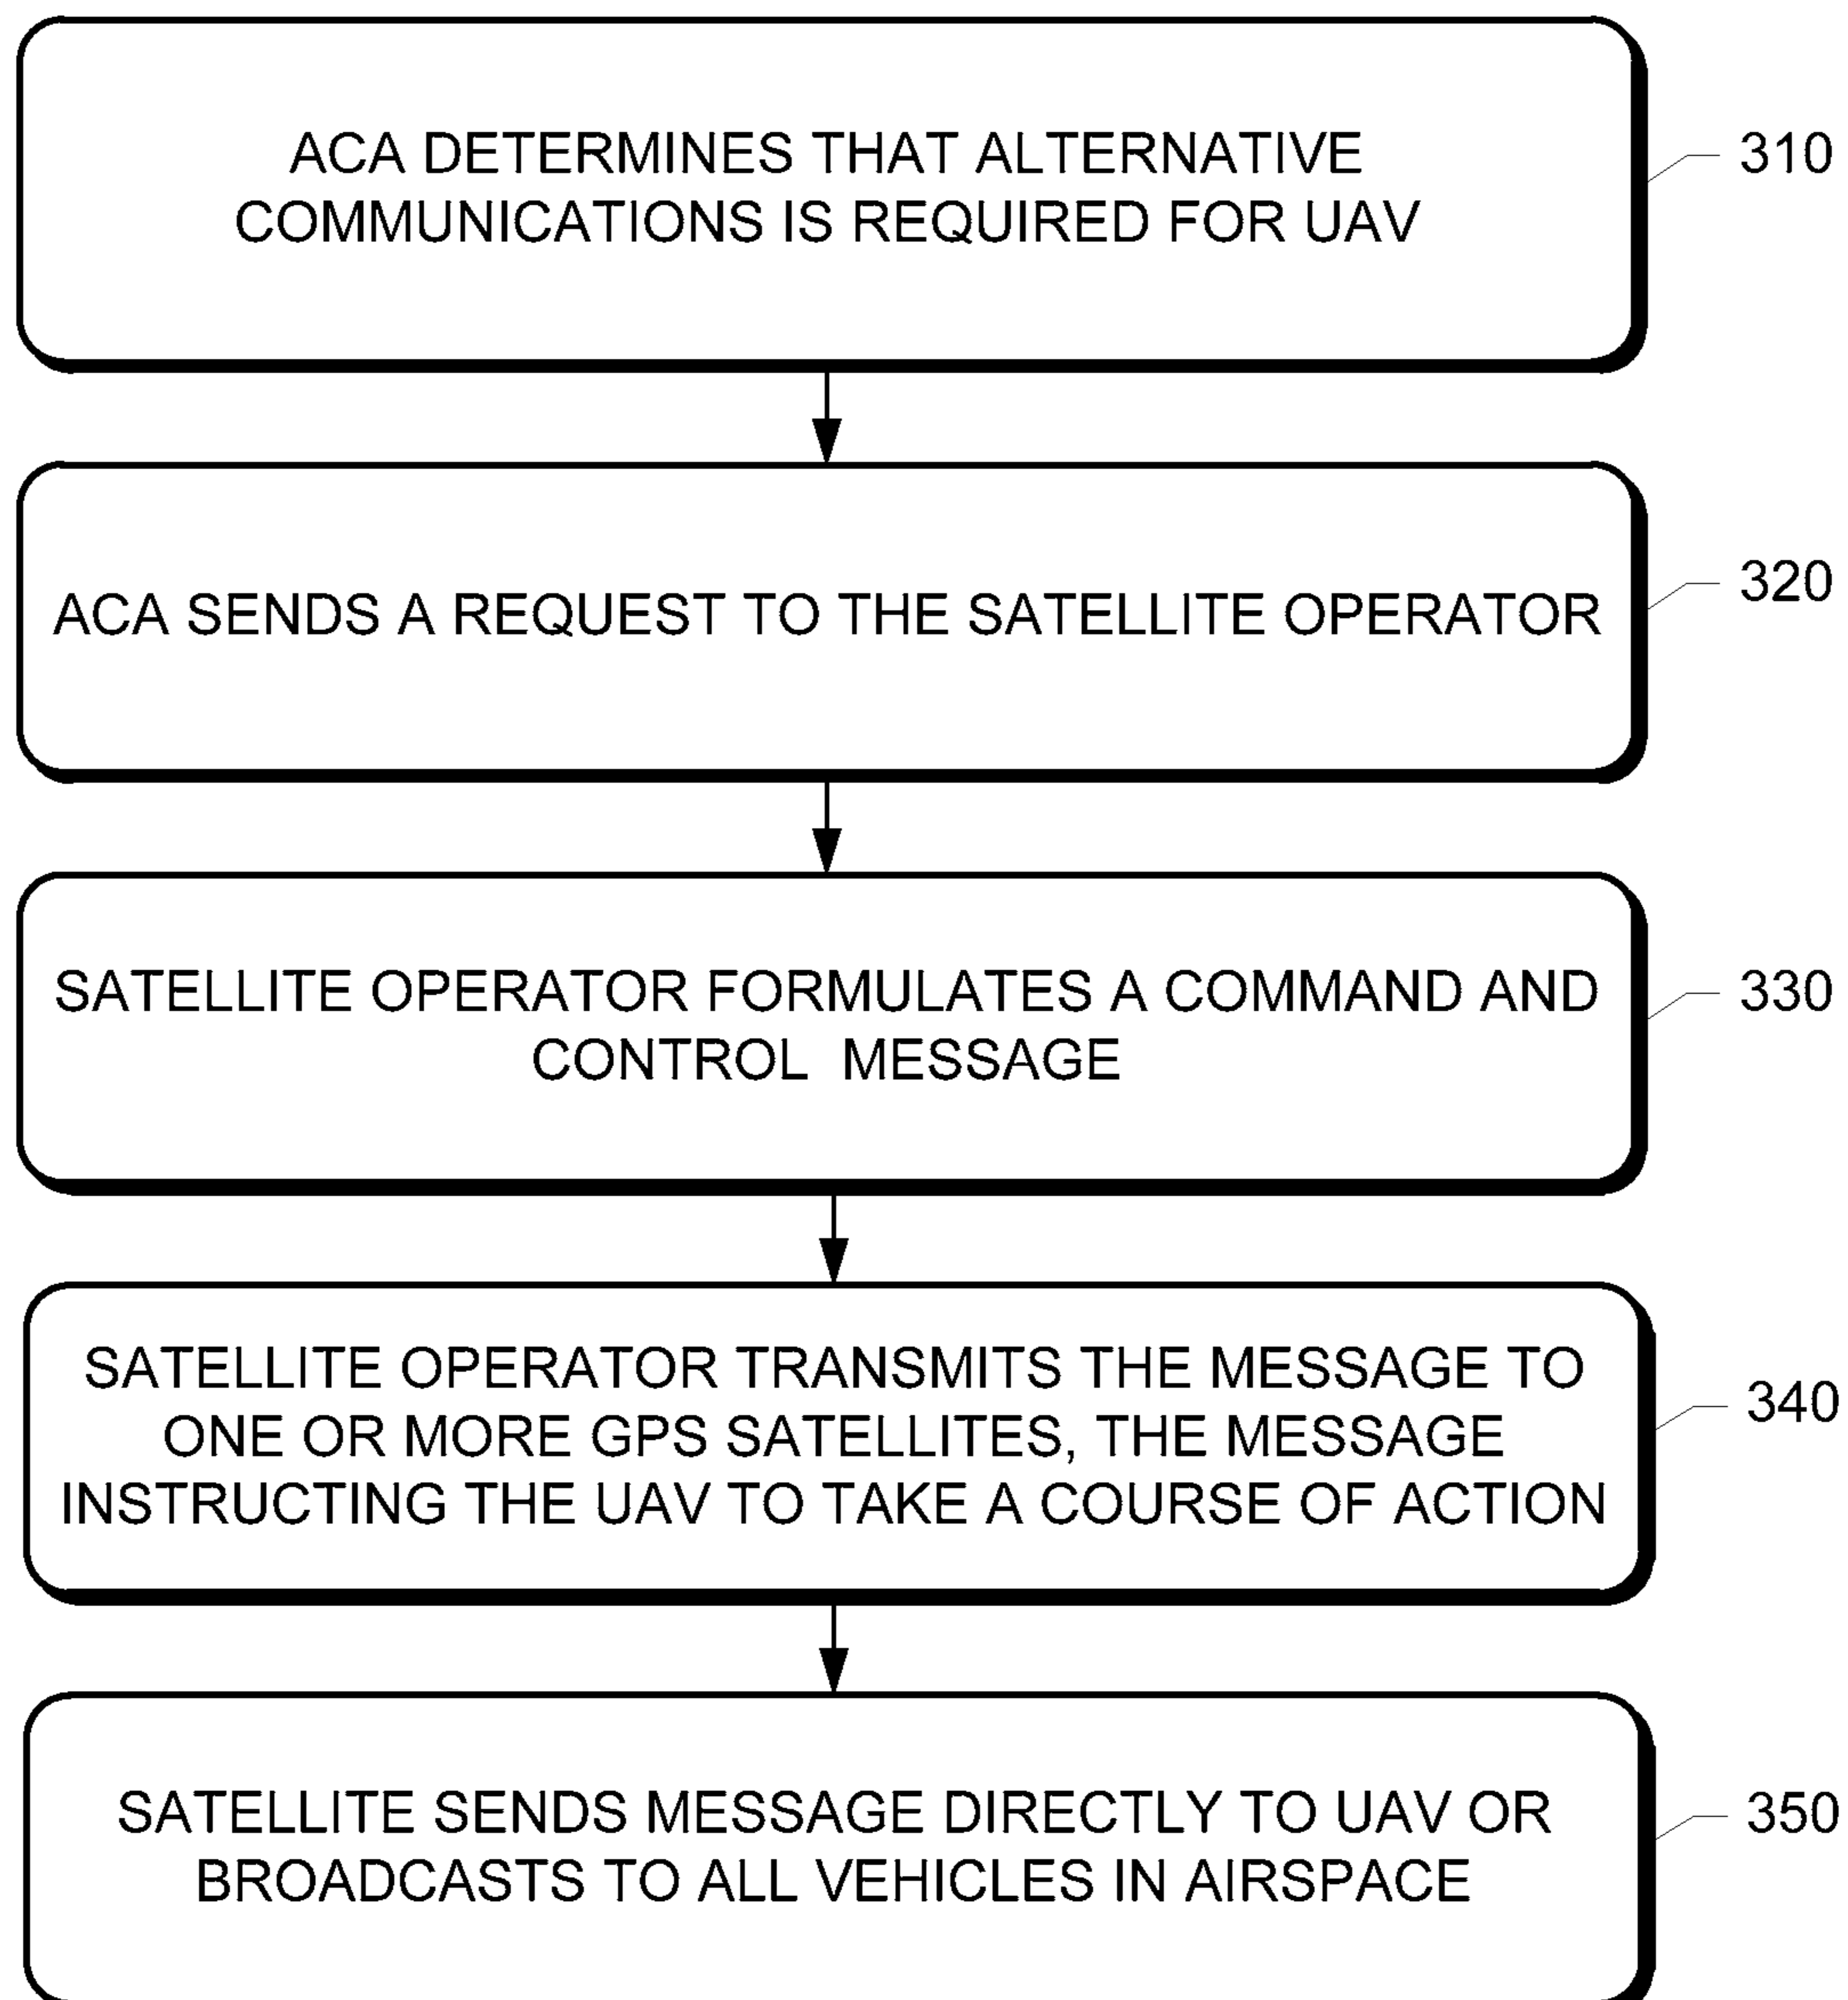 ACA DETERMINES THAT ALTERNATIVE
COMMUNICATIONS IS REQUIRED FOR UAV
310
ACA SENDS A REQUEST TO THE SATELLITE OPERATOR
320
SATELLITE OPERATOR FORMULATES A COMMAND AND
CONTROL MESSAGE
330
SATELLITE OPERATOR TRANSMITS THE MESSAGE TO
ONE OR MORE GPS SATELLITES, THE MESSAGE
INSTRUCTING THE UAV TO TAKE A COURSE OF ACTION
340
SATELLITE SENDS MESSAGE DIRECTLY TO UAV OR
BROADCASTS TO ALL VEHICLES IN AIRSPACE
350